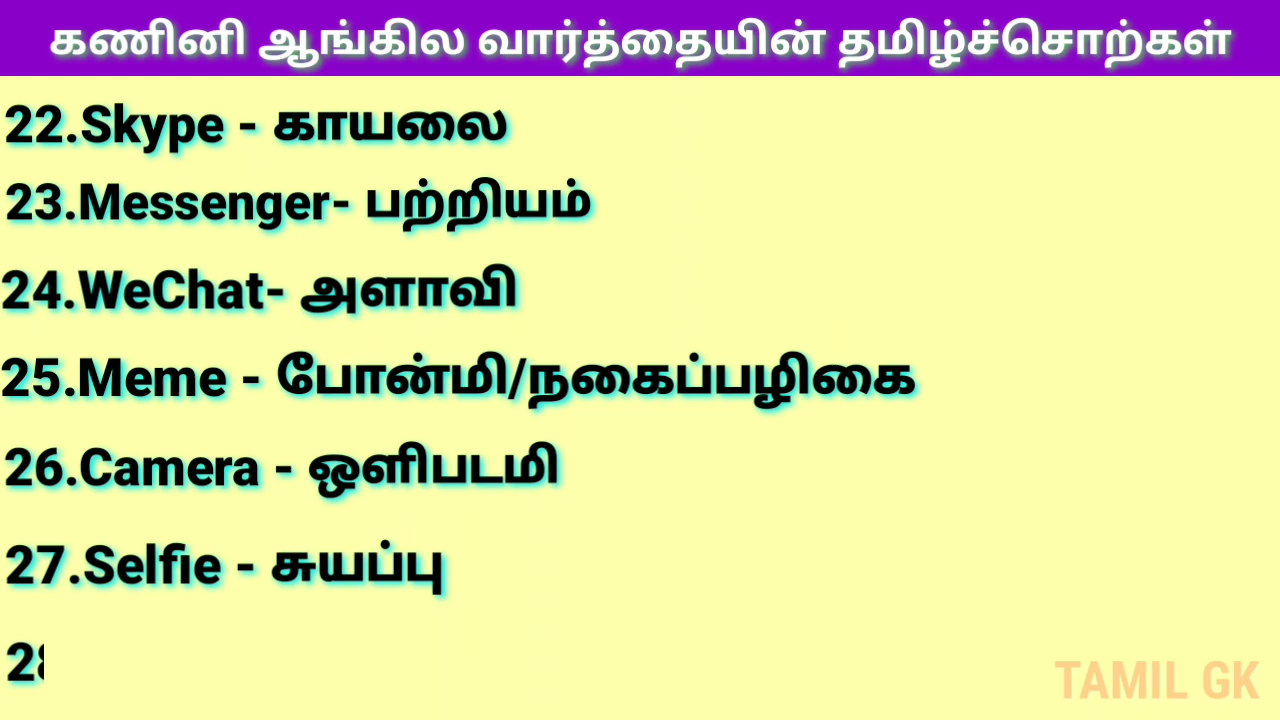 கணினி ஆங்கில வார்த்தையின் தமிழ்ச்சொற்கள்
22.Skype - காயலை
23.Messenger- பற்றியம்
24.WeChat- அளாவி
25.Meme - போன்மி/நகைப்பழிகை
26.Camera - ஒளிபடமி
27.Selfie - சுயப்பு
TAMIL GK